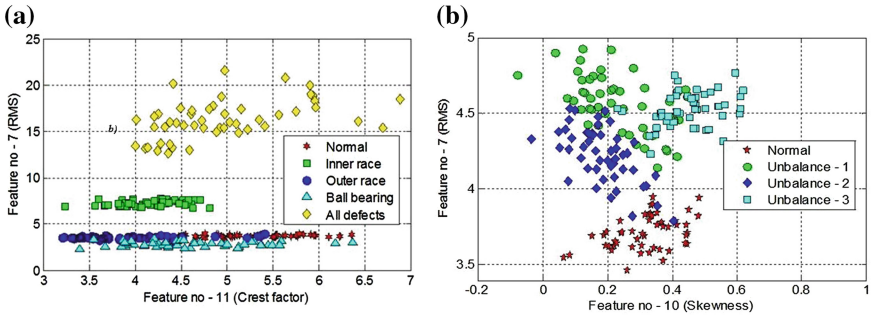 (a)
25
20
15
10
5
0
b)
Feature no - 7 (RMS)
Normal
Inner race
Outer race
Ball bearing
All defects
3
3.5
4
4.5
5
5.5
6
6.5
7
Feature no - 11 (Crest factor)
(b)
5
4.5
4
3.5
Feature no - 7 (RMS)
Normal
Unbalance - 1
Unbalance - 2
Unbalance - 3
-0.2
0
0.2
0.4
0.6
0.8
1
Feature no - 10 (Skewness)